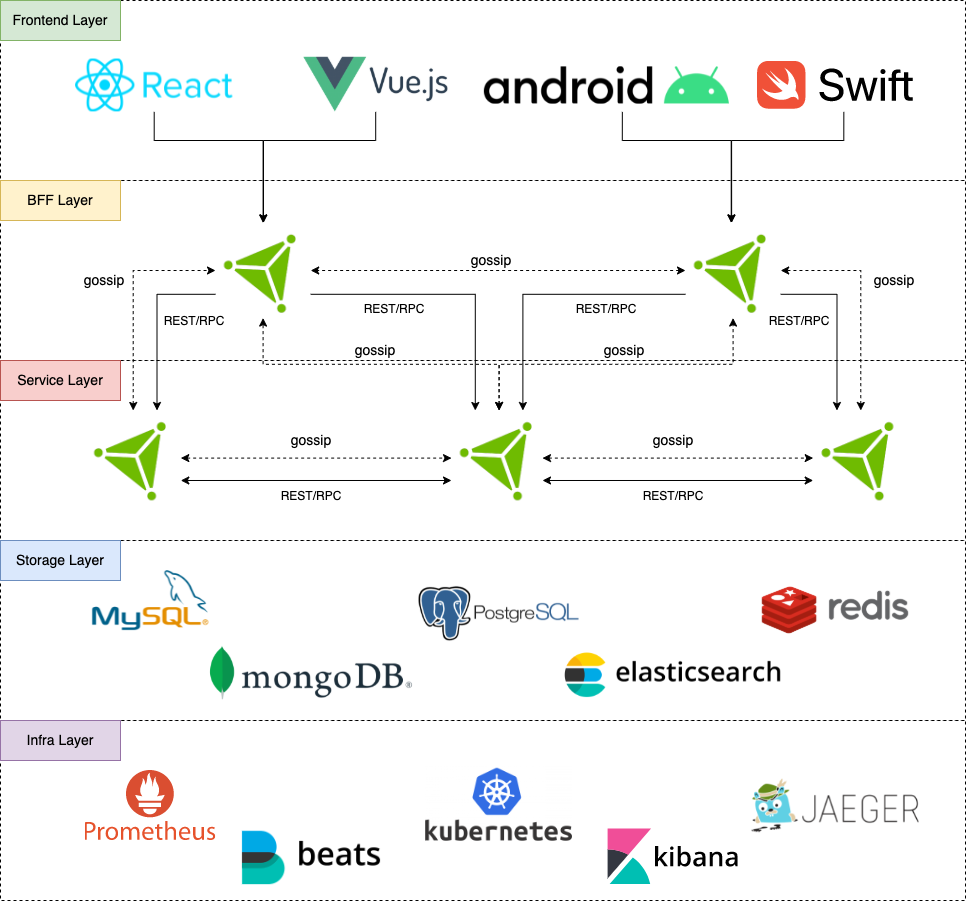 Frontend Layer
React
Vue.js
android
Swift
BFF Layer
gossip
gossip
gossip
REST/RPC
REST/RPC
REST/RPC
REST/RPC
gossip
gossip
Service Layer
gossip
gossip
REST/RPC
REST/RPC
Storage Layer
MySQL®
PostgreSQL
redis
mongoDB®
elasticsearch
Infra Layer
Prometheus
kubernetes
JAEGER
beats
kibana